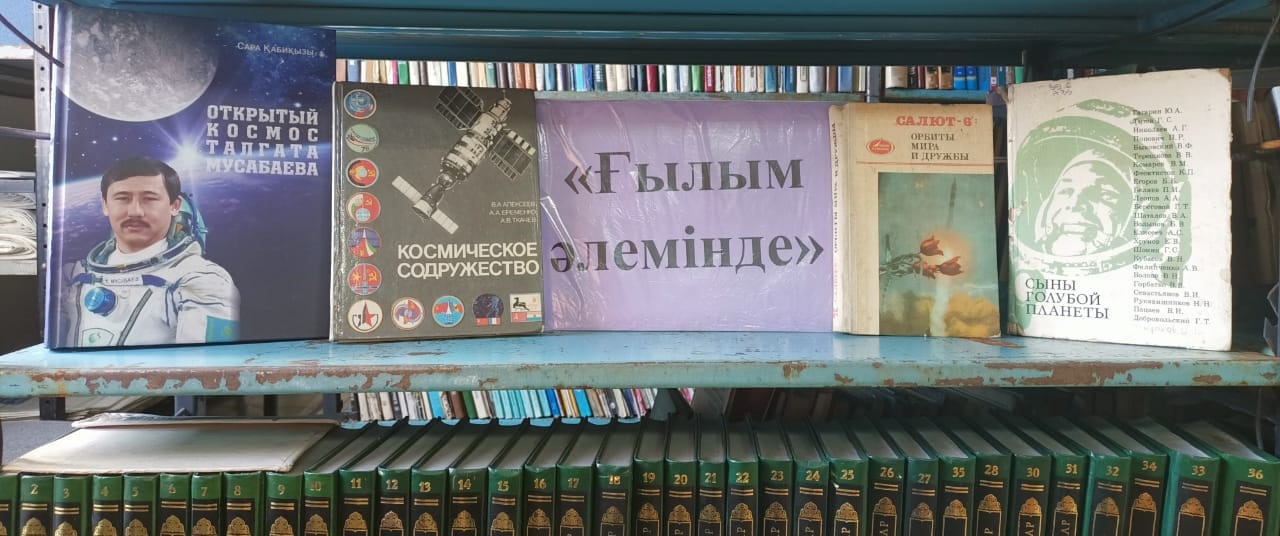 САРА ҚАБИҚЫЗЫ
ОТКРЫТЫЙ
КОСМОС
ТАЛГАТА
МУСАБАЕВА
В.А.АЛЕКСЕЕВ
А.А.ЕРЕМЕНКО
А.В.ТКАЧЕВ
КОСМИЧЕСКОЕ
СОДРУЖЕСТВО
«Ғылым
әлемінде»
САЛЮТ-6:
ОРБИТЫ
МИРА
И ДРУЖБЫ
Гагарин Ю.А.
Титов Г.С.
Николаев А.Г.
Попович П.Р.
Быковский В.Ф.
Терешкова В.В.
Комаров В.М.
Феоктистов К.П.
Егоров Б.Б.
Беляев П.И.
Леонов А.А.
Береговой Г.Т.
Шаталов В.А.
Волынов Б.В.
Елисеев А.С.
Хрунов Е.В.
Шонин Г.С.
Кубасов В.Н.
Филипченко А.В.
Волков В.Н.
Горбатко В.В.
Севастьянов В.И.
Рукавишников Н.Н.
Пацаев В.И.
Добровольский Г.Т.
СЫНЫ
ГОЛУБОЙ
ПЛАНЕТЫ
2 3 4 5 6 7 8 9 10 11 12 13 14 15 16 17 18 19 20 21 22 23 24 25 26 27 35 28 30 31 32 34 33 36